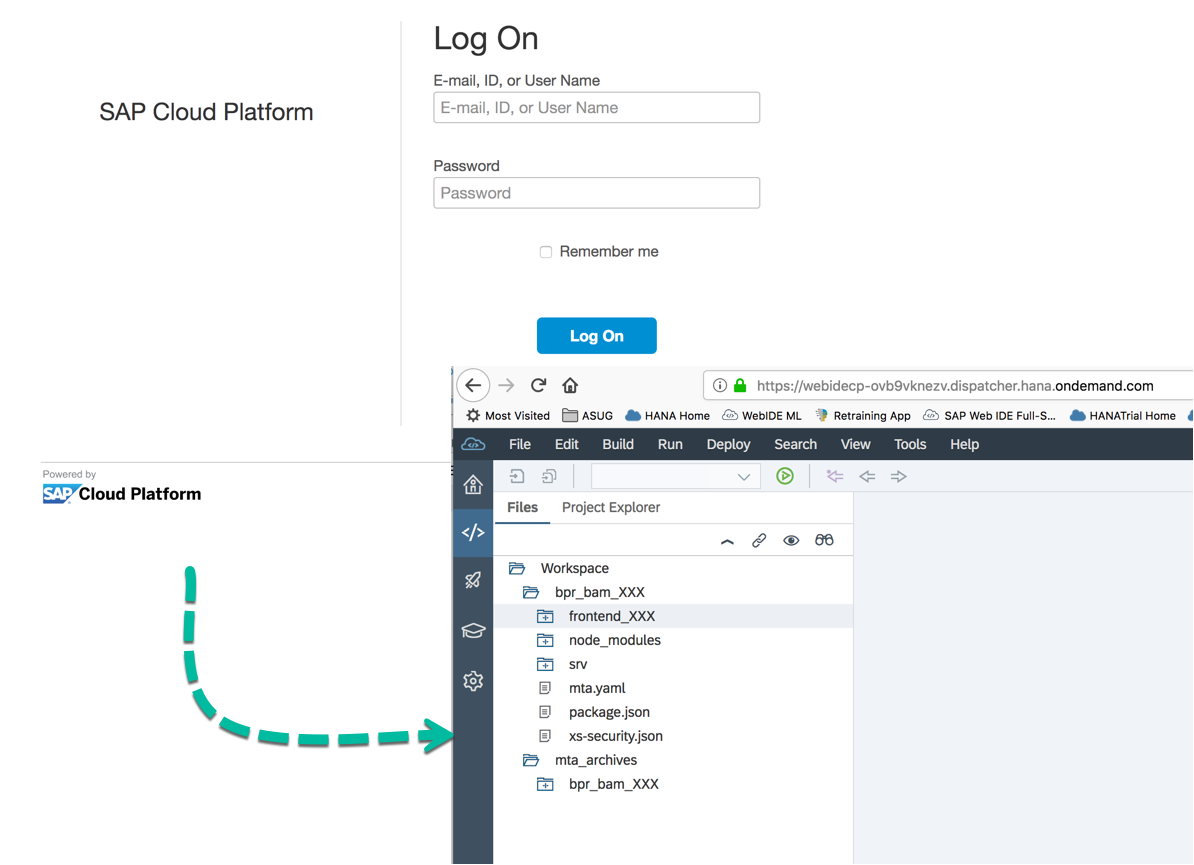 SAP Cloud Platform
Log On
E-mail, ID, or User Name
E-mail, ID, or User Name
Password
Password
Remember me
Log On
Powered by
SAP Cloud Platform
https://webidecp-ovb9vknezv.dispatcher.hana.ondemand.com
Most Visited ASUG HANA Home WebIDE ML Retraining App SAP Web IDE Full-S... HANATrial Home
File Edit Build Run Deploy Search View Tools Help
Files Project Explorer
Workspace
bpr_bam_XXX
frontend_XXX
node_modules
srv
mta.yaml
package.json
xs-security.json
mta_archives
bpr_bam_XXX